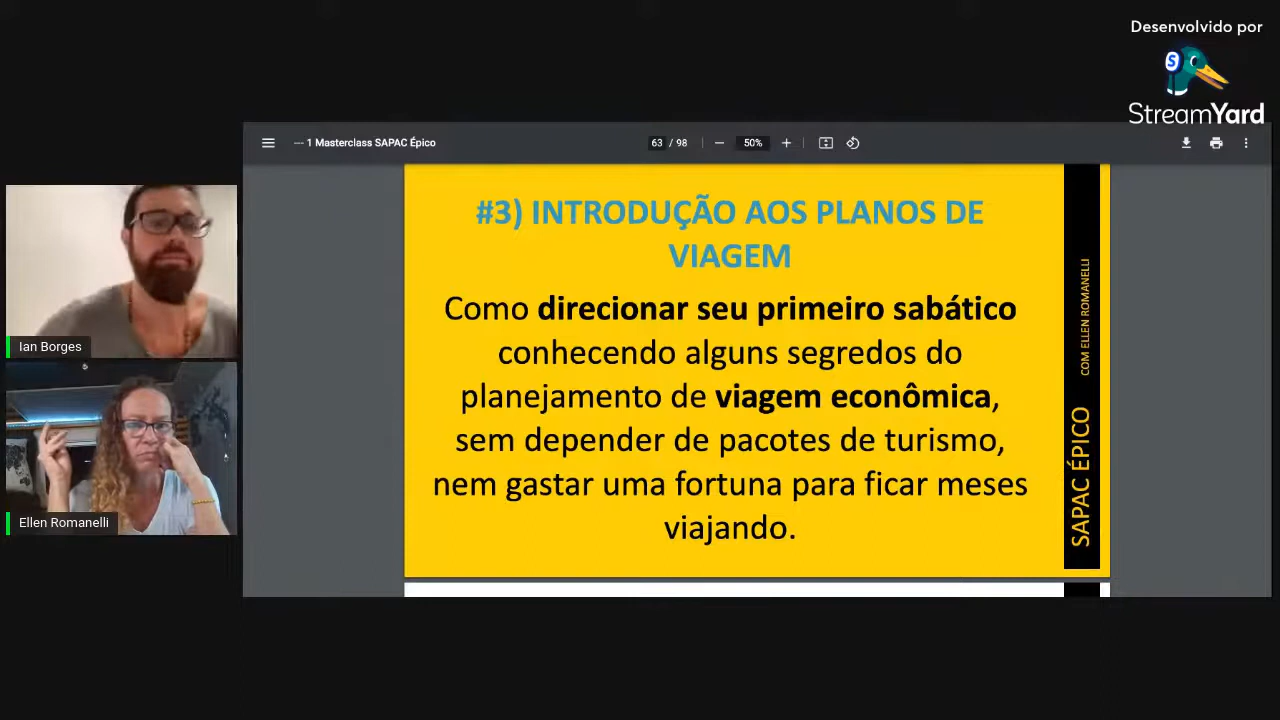 Desenvolvido por
StreamYard
--- 1 Masterclass SAPAC Épico
63 / 98
50%
#3) INTRODUÇÃO AOS PLANOS DE
VIAGEM
Como direcionar seu primeiro sabático
conhecendo alguns segredos do
planejamento de viagem econômica,
sem depender de pacotes de turismo,
nem gastar uma fortuna para ficar meses
viajando.
SAPAC ÉPICO COM ELLEN ROMANELLI
Ian Borges
Ellen Romanelli